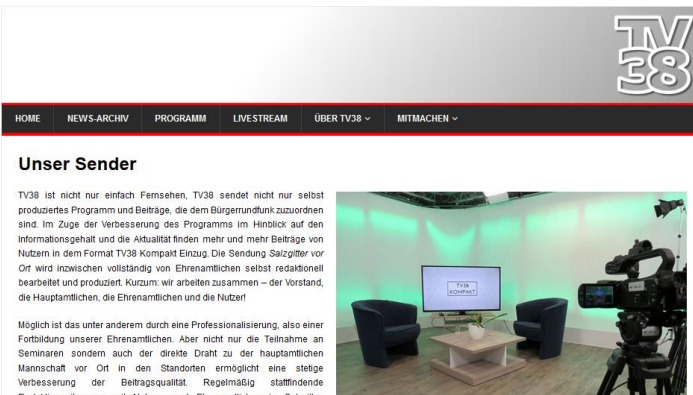 TV
38
HOME NEWS-ARCHIV PROGRAMM LIVESTREAM ÜBER TV38 MITMACHEN
Unser Sender
TV38 ist nicht nur einfach Fernsehen, TV38 sendet nicht nur selbst
produziertes Programm und Beiträge, die dem Bürgerrundfunk zuzuordnen
sind. Im Zuge der Verbesserung des Programms im Hinblick auf den
Informationsgehalt und die Aktualität finden mehr und mehr Beiträge von
Nutzern in dem Format TV38 Kompakt Einzug. Die Sendung Salzgitter vor
Ort wird inzwischen vollständig von Ehrenamtlichen selbst redaktionell
bearbeitet und produziert. Kurzum: wir arbeiten zusammen – der Vorstand,
die Hauptamtlichen, die Ehrenamtlichen und die Nutzer!
Möglich ist das unter anderem durch eine Professionalisierung, also einer
Fortbildung unserer Ehrenamtlichen. Aber nicht nur die Teilnahme an
Seminaren sondern auch der direkte Draht zu der hauptamtlichen
Mannschaft vor Ort in den Standorten ermöglicht eine stetige
Verbesserung der Beitragsqualität. Regelmäßig stattfindende
TV38
KOMPAKT